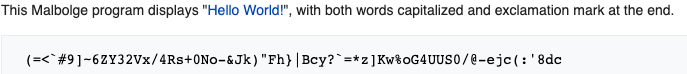 This Malbolge program displays "Hello World!", with both words capitalized and exclamation mark at the end.
(=<`#9]~6ZY32Vx/4Rs+0No-&Jk)"Fh}|Bcy?`=*z]Kw%oG4UUS0/@-ejc(:'8dc